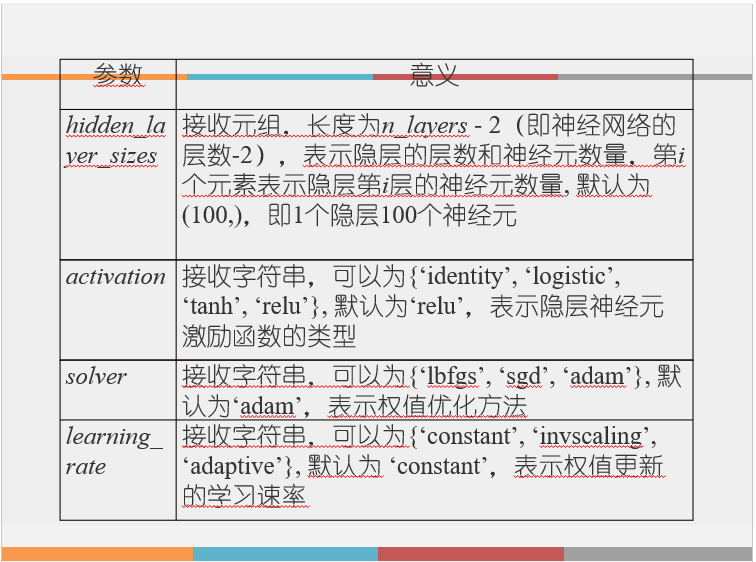 参数
意义
hidden_la
yer_sizes
接收元组，长度为n_layers - 2（即神经网络的
层数-2），表示隐层的层数和神经元数量，第i
个元素表示隐层第i层的神经元数量, 默认为
(100,)，即1个隐层100个神经元
activation
接收字符串，可以为{‘identity’, ‘logistic’,
‘tanh’, ‘relu’}, 默认为‘relu’，表示隐层神经元
激励函数的类型
solver
接收字符串，可以为{‘lbfgs’, ‘sgd’, ‘adam’}, 默
认为‘adam’，表示权值优化方法
learning_
rate
接收字符串，可以为{‘constant’, ‘invscaling’,
‘adaptive’}, 默认为 ‘constant’，表示权值更新
的学习速率